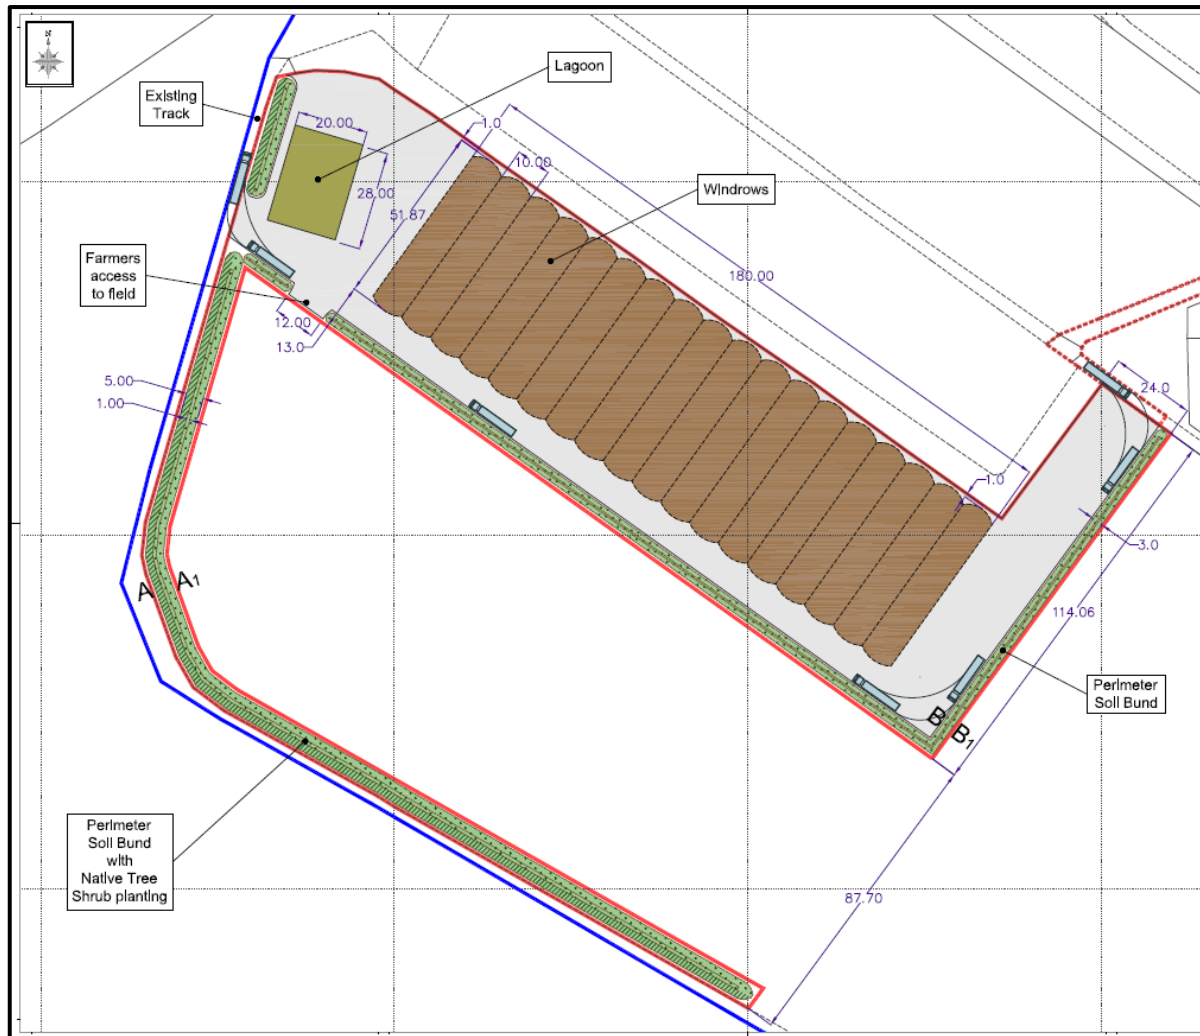 N
Lagoon
Existing
Track
20.00
1.0
10.00
28.00
51.87
Windrows
Farmers
access
to field
180.00
12.00
13.0
5.00
1.00
24.0
1.0
3.0
A
A1
114.06
Perimeter
Soil Bund
B
B1
Perimeter
Soil Bund
with
Native Tree
Shrub planting
87.70